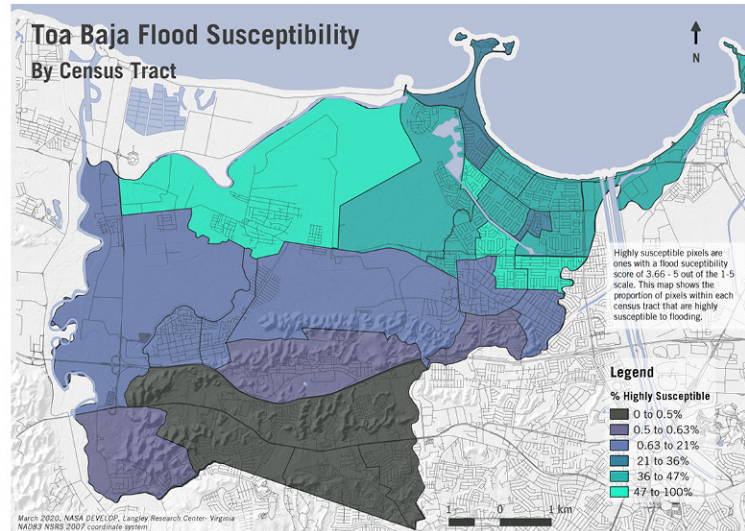 Toa Baja Flood Susceptibility
By Census Tract
N
Highly susceptible pixels are
ones with a flood suceptibility
score of 3.66 - 5 out of the 1-5
scale. This map shows the
proportion of pixels within each
census tract that are highly
susceptible to flooding.
Legend
% Highly Susceptible
0 to 0.5%
0.5 to 0.63%
0.63 to 21%
21 to 36%
36 to 47%
47 to 100%
March 2020, NASA DEVELOP, Langley Research Center- Virginia
NAD83 NSRS 2007 coordinate system
1 0 1 km